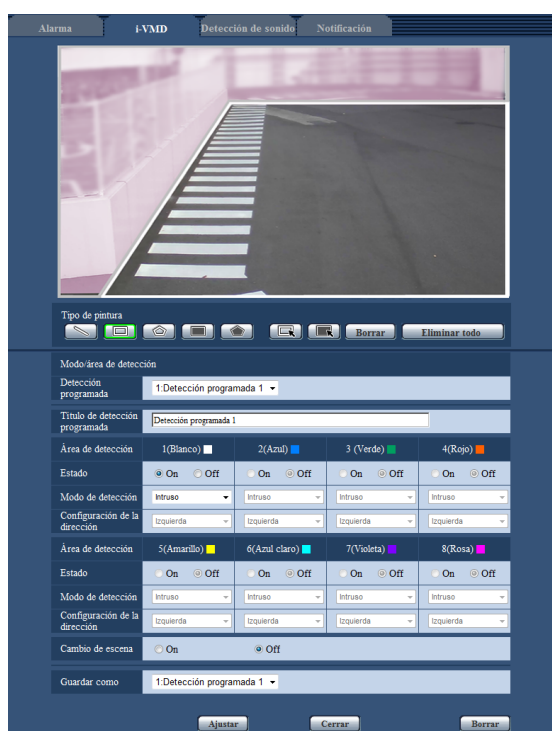 Alarma i-VMD Detección de sonido Notificación
Tipo de pintura
Borrar Eliminar todo
Modo/área de detección
Detección programada 1:Detección programada 1
Título de detección programada Detección programada 1
Área de detección 1(Blanco) 2(Azul) 3 (Verde) 4(Rojo)
Estado On Off On Off On Off On Off
Modo de detección Intruso Intruso Intruso Intruso
Configuración de la dirección Izquierda Izquierda Izquierda Izquierda
Área de detección 5(Amarillo) 6(Azul claro) 7(Violeta) 8(Rosa)
Estado On Off On Off On Off On Off
Modo de detección Intruso Intruso Intruso Intruso
Configuración de la dirección Izquierda Izquierda Izquierda Izquierda
Cambio de escena On Off
Guardar como 1:Detección programada 1
Ajustar Cerrar Borrar